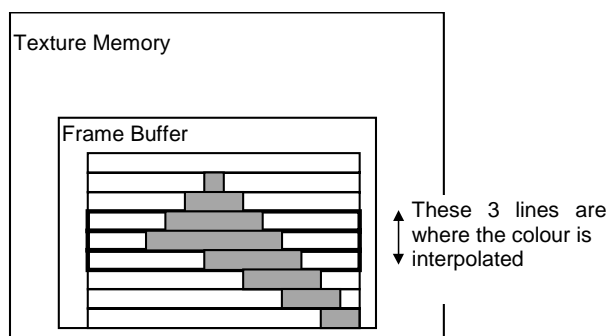 Texture Memory
Frame Buffer
These 3 lines are
where the colour is
interpolated